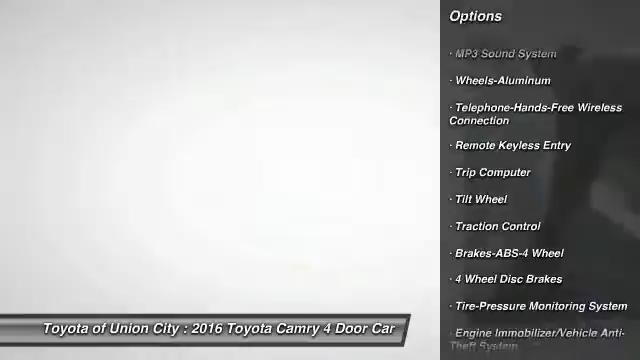 Options
· MP3 Sound System
· Wheels-Aluminum
· Telephone-Hands-Free Wireless
Connection
· Remote Keyless Entry
· Trip Computer
· Tilt Wheel
· Traction Control
· Brakes-ABS-4 Wheel
· 4 Wheel Disc Brakes
· Tire-Pressure Monitoring System
· Engine Immobilizer/Vehicle Anti-
Theft System
Toyota of Union City : 2016 Toyota Camry 4 Door Car